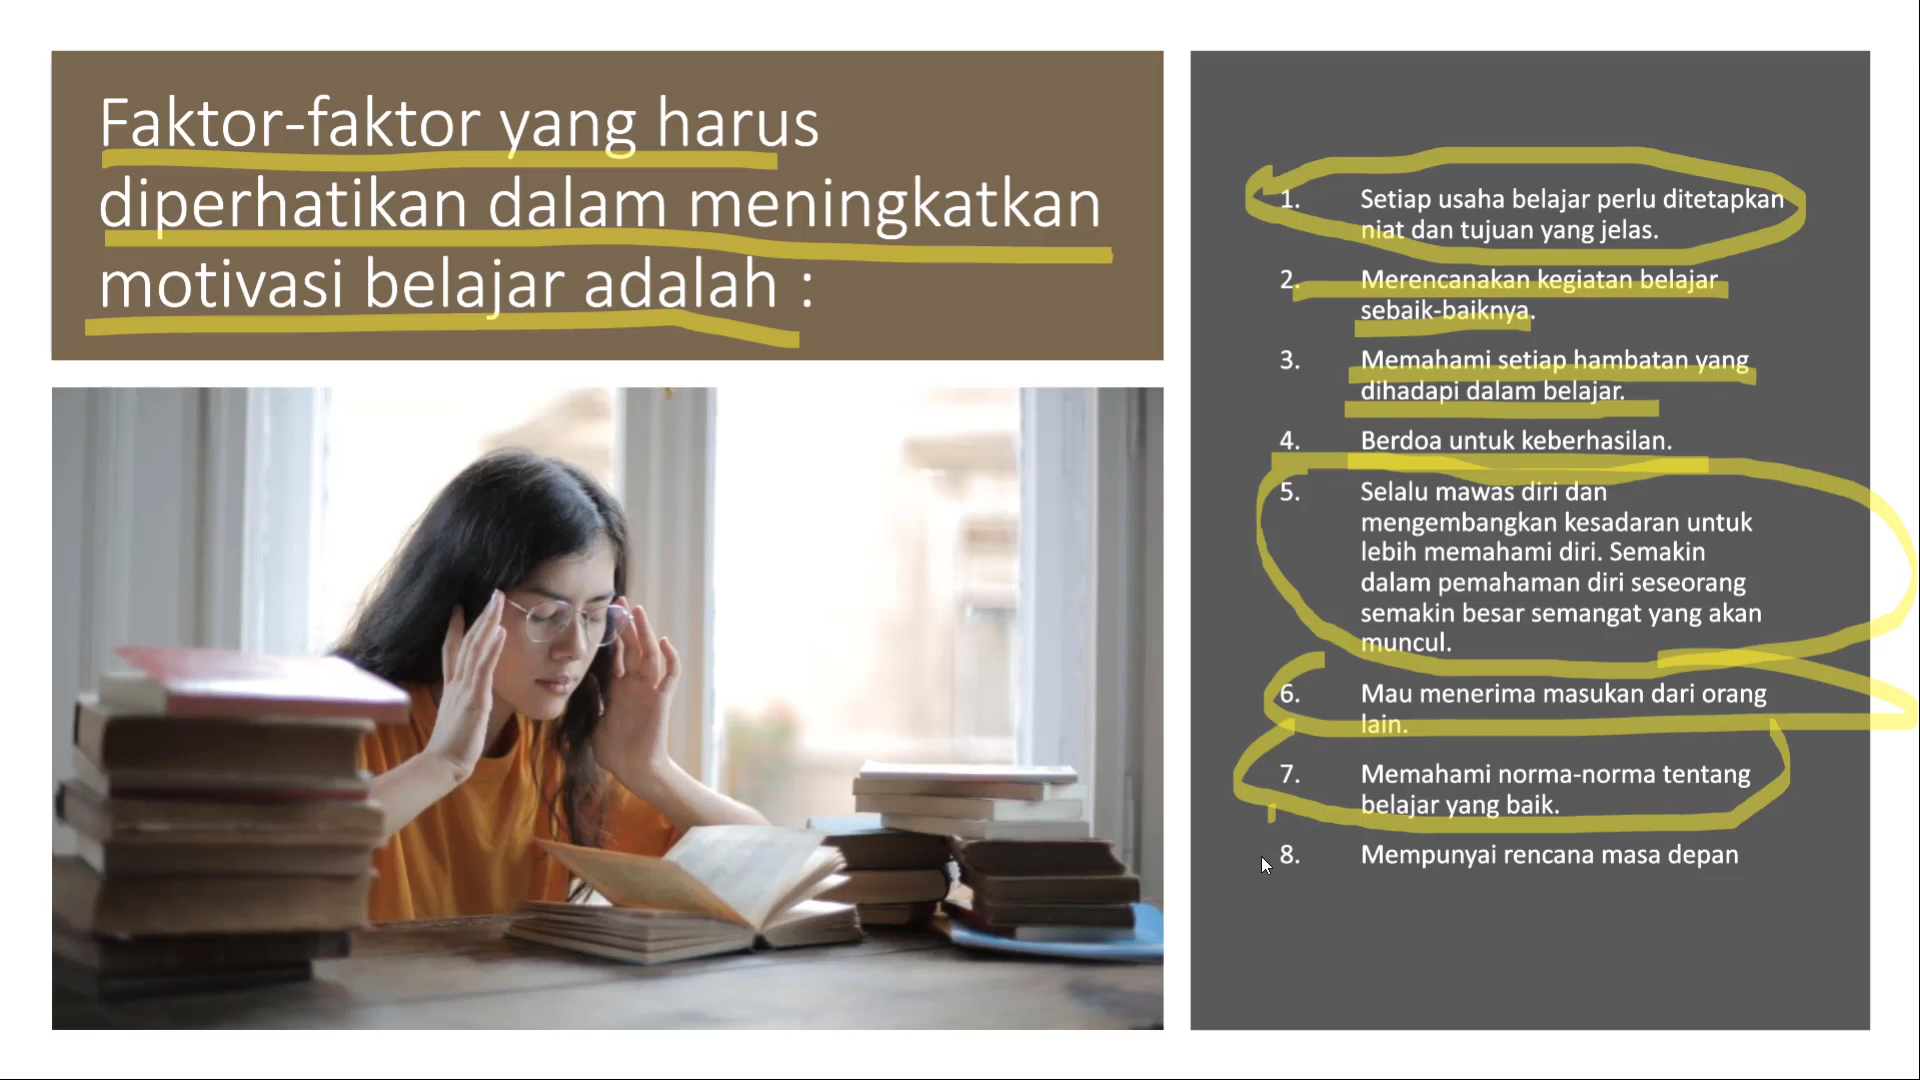 Faktor-faktor yang harus
diperhatikan dalam meningkatkan
motivasi belajar adalah :
1. Setiap usaha belajar perlu ditetapkan
niat dan tujuan yang jelas.
2. Merencanakan kegiatan belajar
sebaik-baiknya.
3. Memahami setiap hambatan yang
dihadapi dalam belajar.
4. Berdoa untuk keberhasilan.
5. Selalu mawas diri dan
mengembangkan kesadaran untuk
lebih memahami diri. Semakin
dalam pemahaman diri seseorang
semakin besar semangat yang akan
muncul.
6. Mau menerima masukan dari orang
lain.
7. Memahami norma-norma tentang
belajar yang baik.
8. Mempunyai rencana masa depan